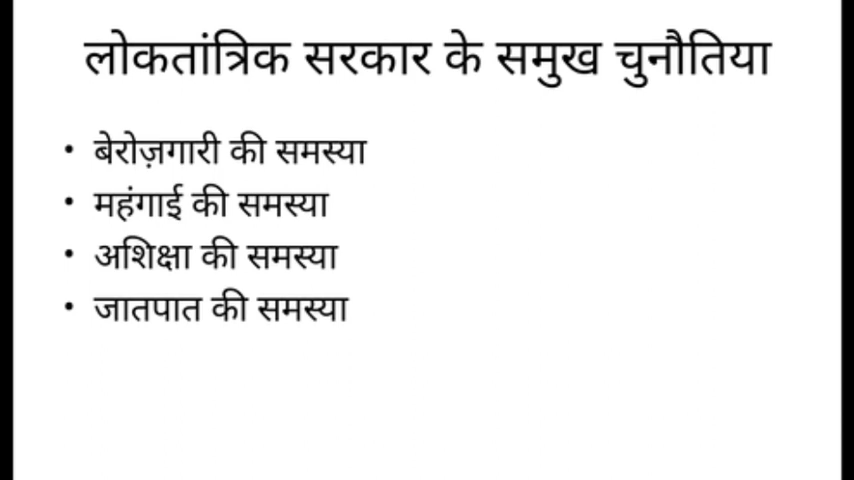 लोकतांत्रिक सरकार के समुख चुनौतिया
• बेरोज़गारी की समस्या
• महंगाई की समस्या
• अशिक्षा की समस्या
• जातपात की समस्या